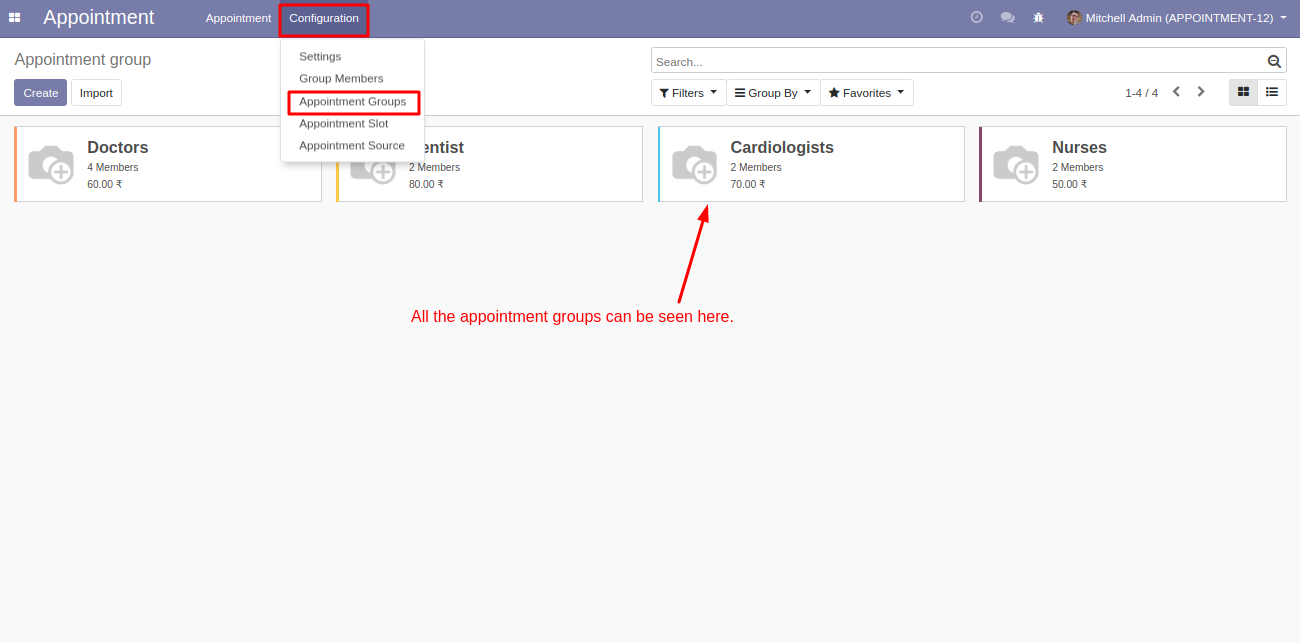 Appointment Appointment Configuration Mitchell Admin (APPOINTMENT-12)
Appointment group
Search...
Create Import
Filters Group By Favorites 1-4 / 4
Settings
Group Members
Appointment Groups
Appointment Slot
Appointment Source
Doctors
4 Members
60.00 ₹
entist
2 Members
80.00 ₹
Cardiologists
2 Members
70.00 ₹
Nurses
2 Members
50.00 ₹
All the appointment groups can be seen here.